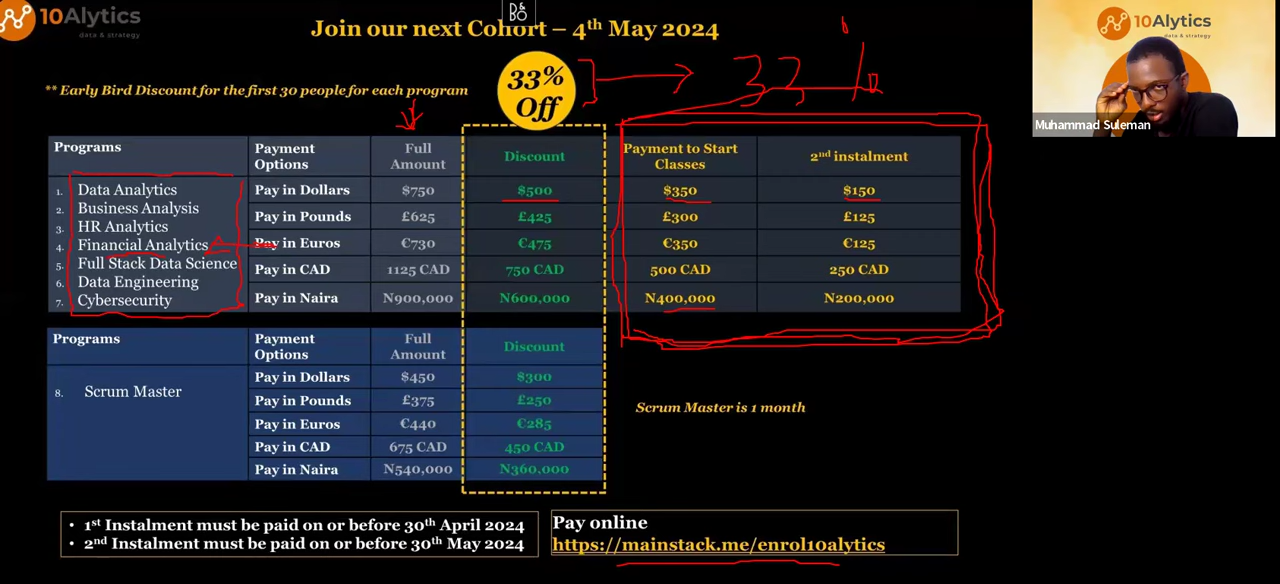 10Alytics
data & strategy
B&O
Join our next Cohort – 4th May 2024
** Early Bird Discount for the first 30 people for each program
33%
Off
33%
10Alytics
data & strategy
Muhammad Suleman
Programs
Payment Options
Full Amount
Discount
Payment to Start Classes
2nd instalment
1. Data Analytics
2. Business Analysis
3. HR Analytics
4. Financial Analytics
5. Full Stack Data Science
6. Data Engineering
7. Cybersecurity
Pay in Dollars $750 $500 $350 $150
Pay in Pounds £625 £425 £300 £125
Pay in Euros €730 €475 €350 €125
Pay in CAD 1125 CAD 750 CAD 500 CAD 250 CAD
Pay in Naira N900,000 N600,000 N400,000 N200,000
Programs
Payment Options
Full Amount
Discount
8. Scrum Master
Pay in Dollars $450 $300
Pay in Pounds £375 £250
Pay in Euros €440 €285
Pay in CAD 675 CAD 450 CAD
Pay in Naira N540,000 N360,000
Scrum Master is 1 month
• 1st Instalment must be paid on or before 30th April 2024
• 2nd Instalment must be paid on or before 30th May 2024
Pay online
https://mainstack.me/enrol10alytics